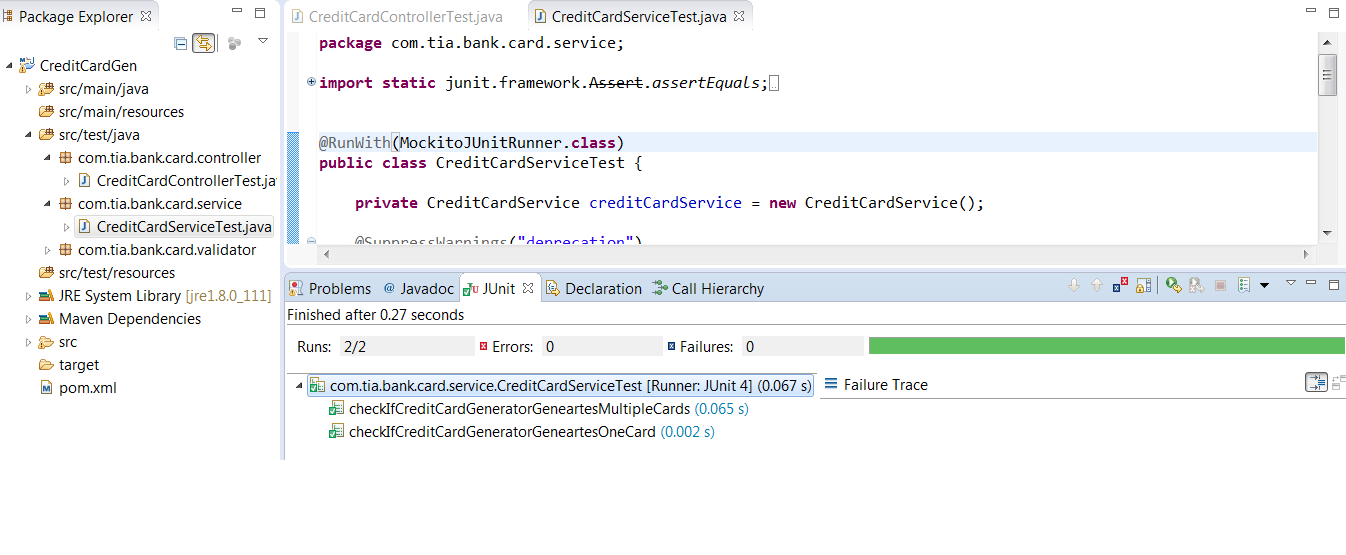 Package Explorer
CreditCardGen
src/main/java
src/main/resources
src/test/java
com.tia.bank.card.controller
CreditCardControllerTest.ja
com.tia.bank.card.service
CreditCardServiceTest.java
com.tia.bank.card.validator
src/test/resources
JRE System Library [jre1.8.0_111]
Maven Dependencies
src
target
pom.xml
CreditCardControllerTest.java CreditCardServiceTest.java
package com.tia.bank.card.service;
import static junit.framework.Assert.assertEquals;
@RunWith(MockitoJUnitRunner.class)
public class CreditCardServiceTest {
private CreditCardService creditCardService = new CreditCardService();
@SuppressWarnings("deprecation")
Problems @ Javadoc JUnit Declaration Call Hierarchy
Finished after 0.27 seconds
Runs: 2/2 Errors: 0 Failures: 0
com.tia.bank.card.service.CreditCardServiceTest [Runner: JUnit 4] (0.067 s) Failure Trace
checkIfCreditCardGeneratorGeneartesMultipleCards (0.065 s)
checkIfCreditCardGeneratorGeneartesOneCard (0.002 s)